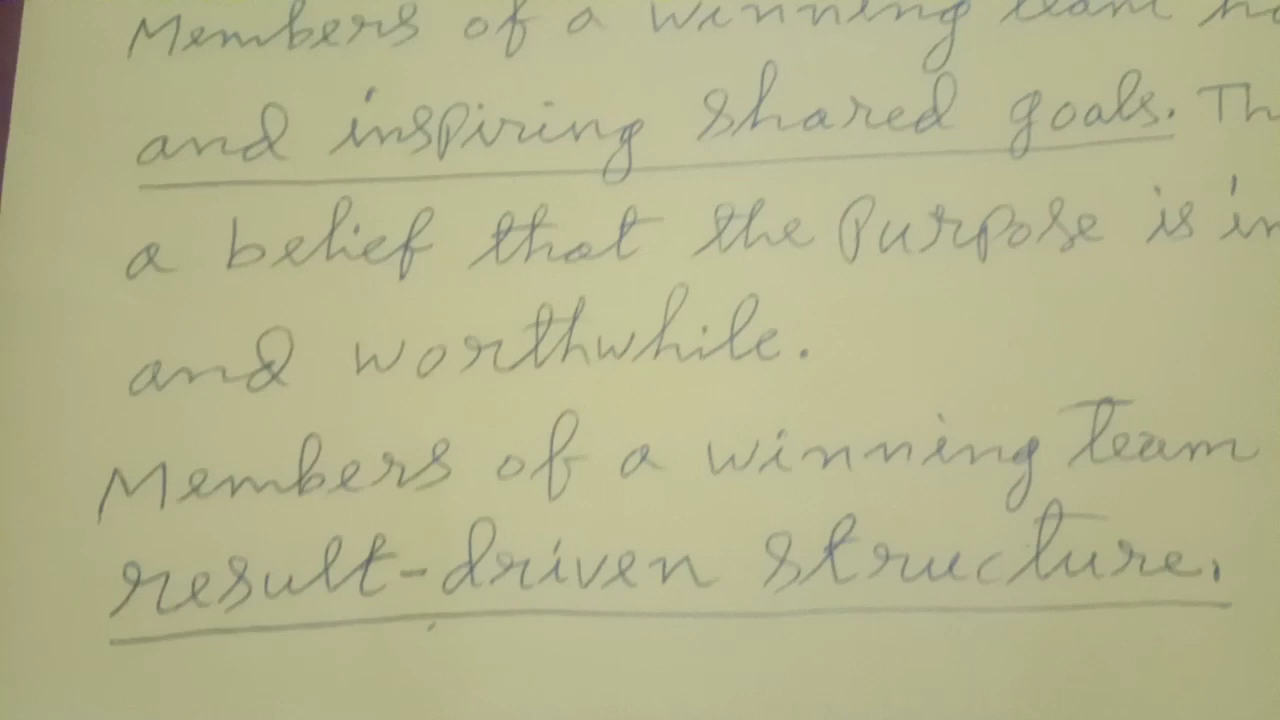 Members of a winning team
and inspiring shared goals.
a belief that the Purpose is
and worthwhile.
Members of a winning team
result-driven structure.